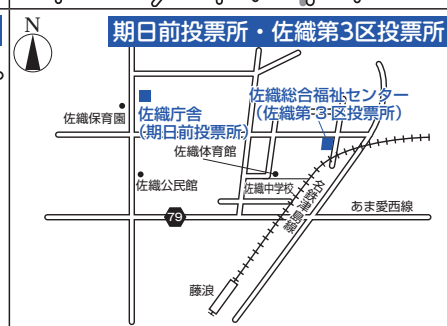 N
期日前投票所・佐織第3区投票所
佐織保育園
佐織庁舎
(期日前投票所)
佐織総合福祉センター
(佐織第3区投票所)
佐織体育館
佐織公民館
佐織中学校
名鉄津島線
79
あま愛西線
藤浪